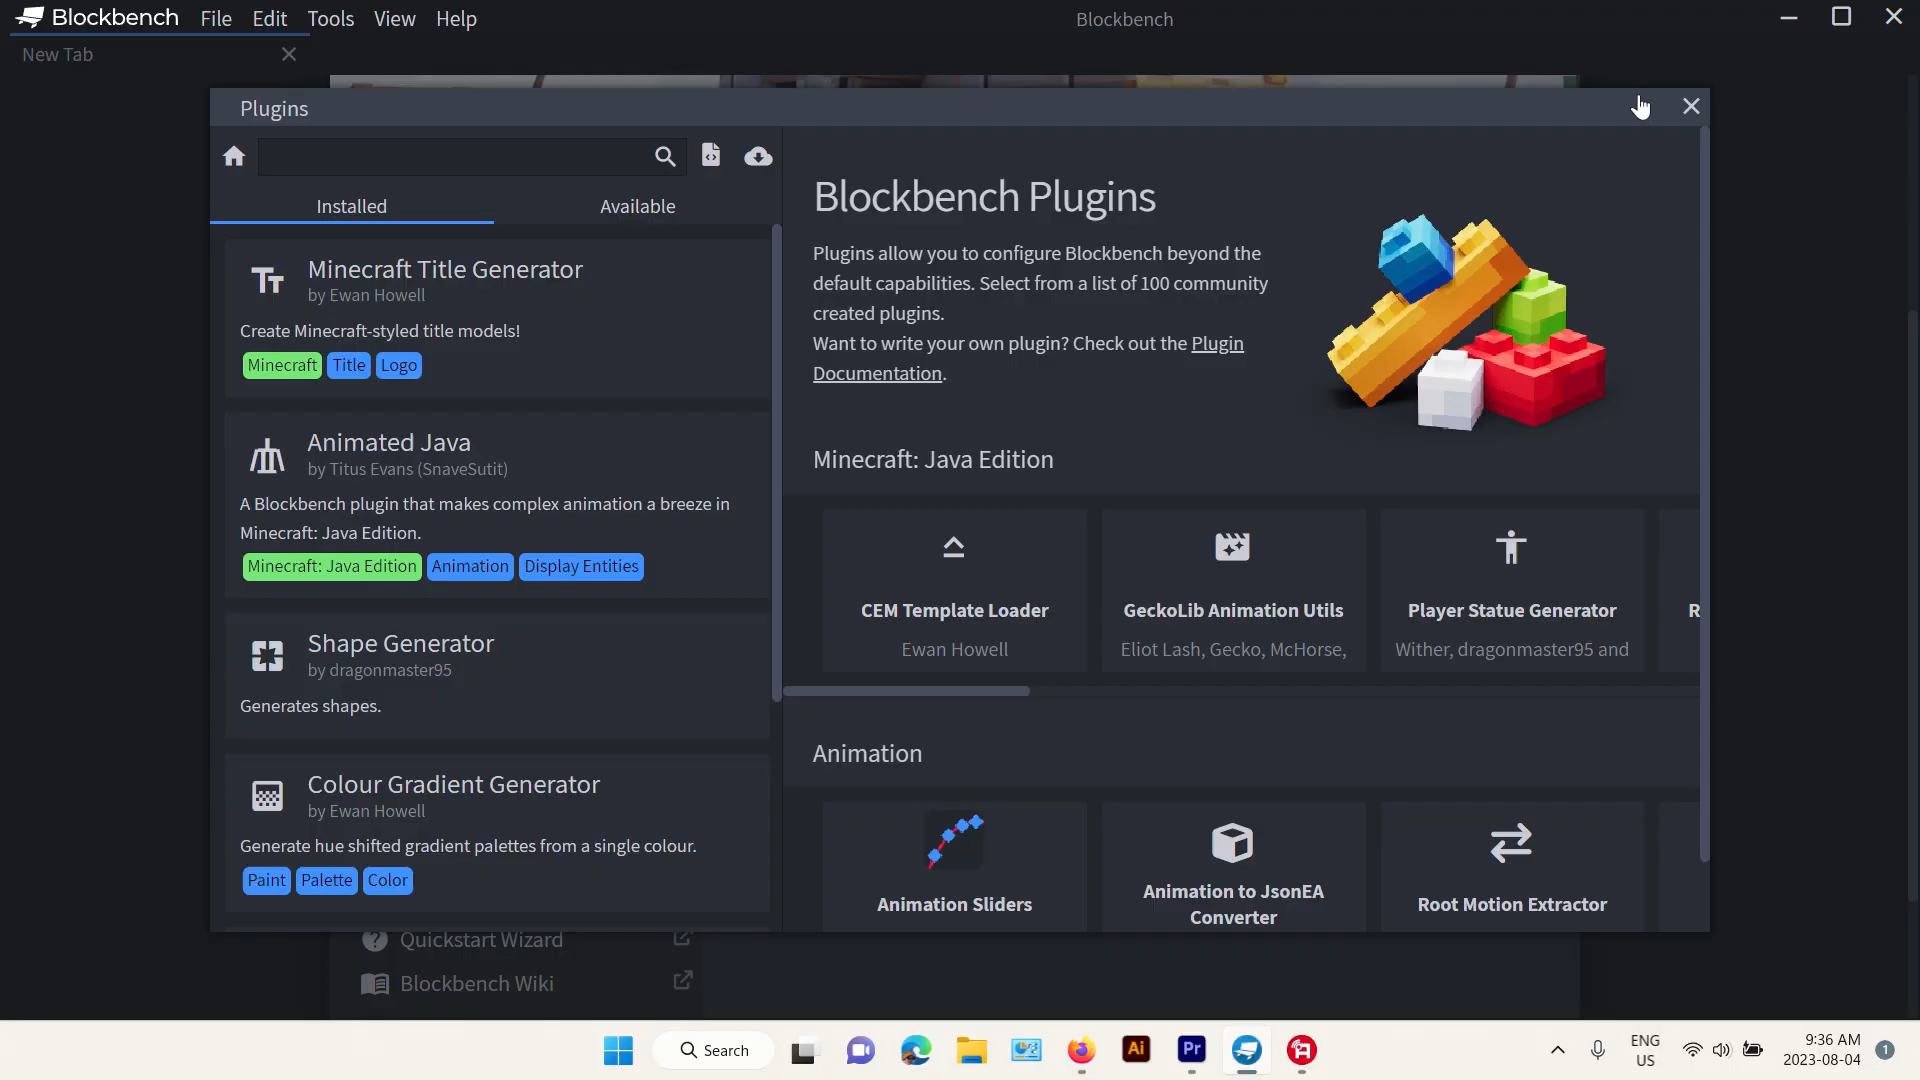 Blockbench File Edit Tools View Help
Blockbench
New Tab
Plugins
Installed
Available
Minecraft Title Generator
by Ewan Howell
Create Minecraft-styled title models!
Minecraft Title Logo
Animated Java
by Titus Evans (SnaveSutit)
A Blockbench plugin that makes complex animation a breeze in
Minecraft: Java Edition.
Minecraft: Java Edition Animation Display Entities
Shape Generator
by dragonmaster95
Generates shapes.
Colour Gradient Generator
by Ewan Howell
Generate hue shifted gradient palettes from a single colour.
Paint Palette Color
Blockbench Plugins
Plugins allow you to configure Blockbench beyond the
default capabilities. Select from a list of 100 community
created plugins.
Want to write your own plugin? Check out the Plugin
Documentation.
Minecraft: Java Edition
CEM Template Loader
Ewan Howell
GeckoLib Animation Utils
Eliot Lash, Gecko, McHorse,
Player Statue Generator
Wither, dragonmaster95 and
R
Animation
Animation Sliders
Animation to JsonEA
Converter
Root Motion Extractor
Quickstart Wizard
Blockbench Wiki
Search
Ai
Pr
ENG
US
9:36 AM
2023-08-04
1